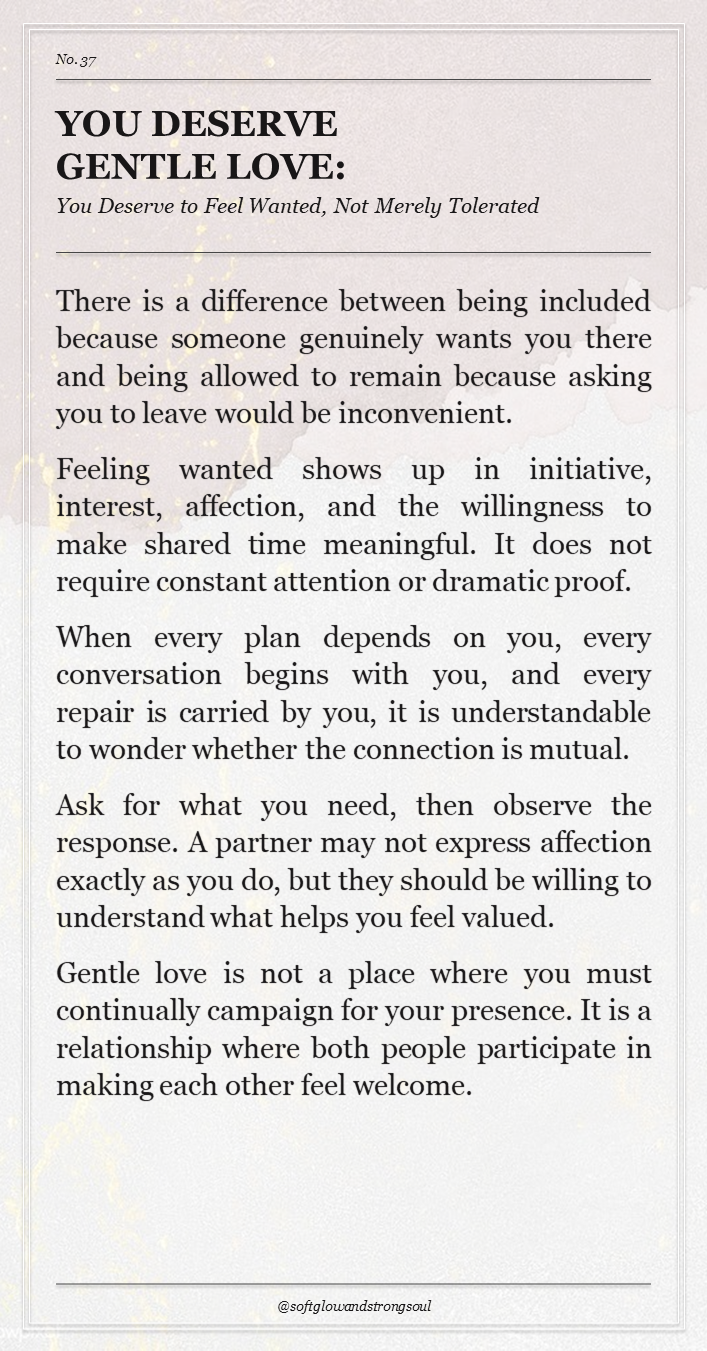 No. 37
YOU DESERVE
GENTLE LOVE:
You Deserve to Feel Wanted, Not Merely Tolerated
There is a difference between being included
because someone genuinely wants you there
and being allowed to remain because asking
you to leave would be inconvenient.
Feeling wanted shows up in initiative,
interest, affection, and the willingness to
make shared time meaningful. It does not
require constant attention or dramatic proof.
When every plan depends on you, every
conversation begins with you, and every
repair is carried by you, it is understandable
to wonder whether the connection is mutual.
Ask for what you need, then observe the
response. A partner may not express affection
exactly as you do, but they should be willing to
understand what helps you feel valued.
Gentle love is not a place where you must
continually campaign for your presence. It is a
relationship where both people participate in
making each other feel welcome.
@softglowandstrongsoul